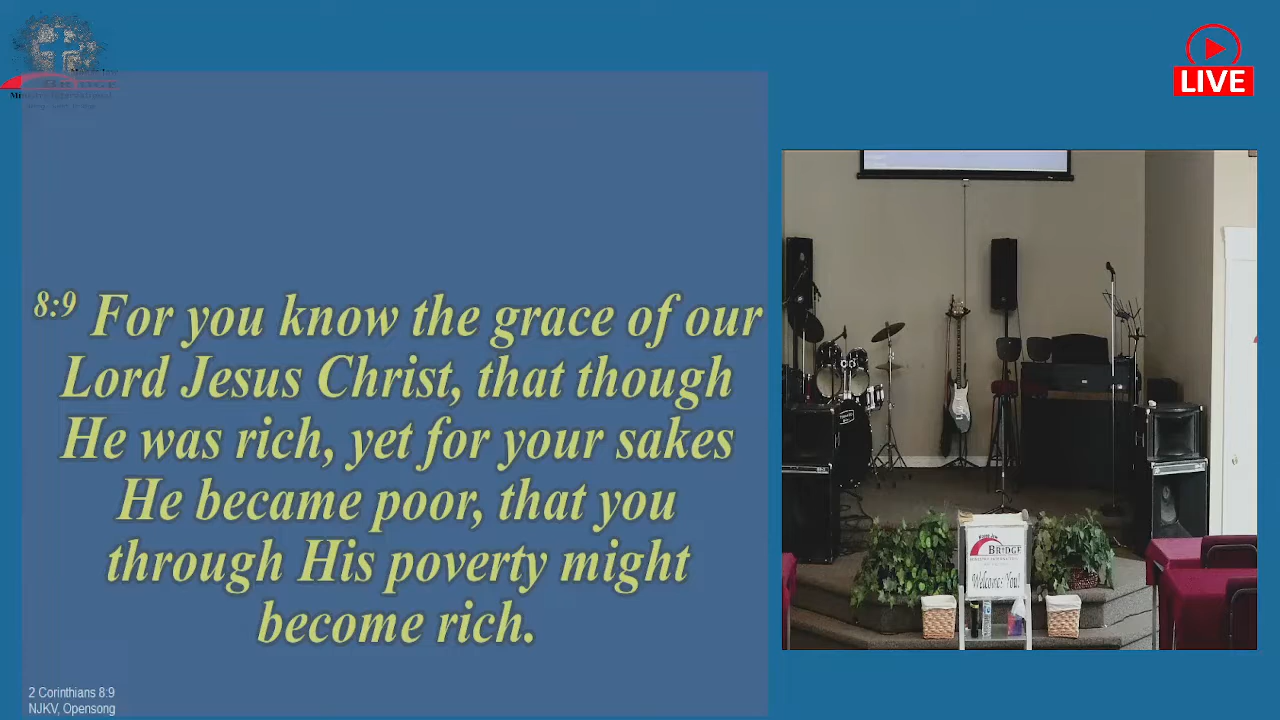 BRIDGE
LIVE
8:9 For you know the grace of our
Lord Jesus Christ, that though
He was rich, yet for your sakes
He became poor, that you
through His poverty might
become rich.
2 Corinthians 8:9
NJKV, Opensong
BRIDGE
Welcomes You!